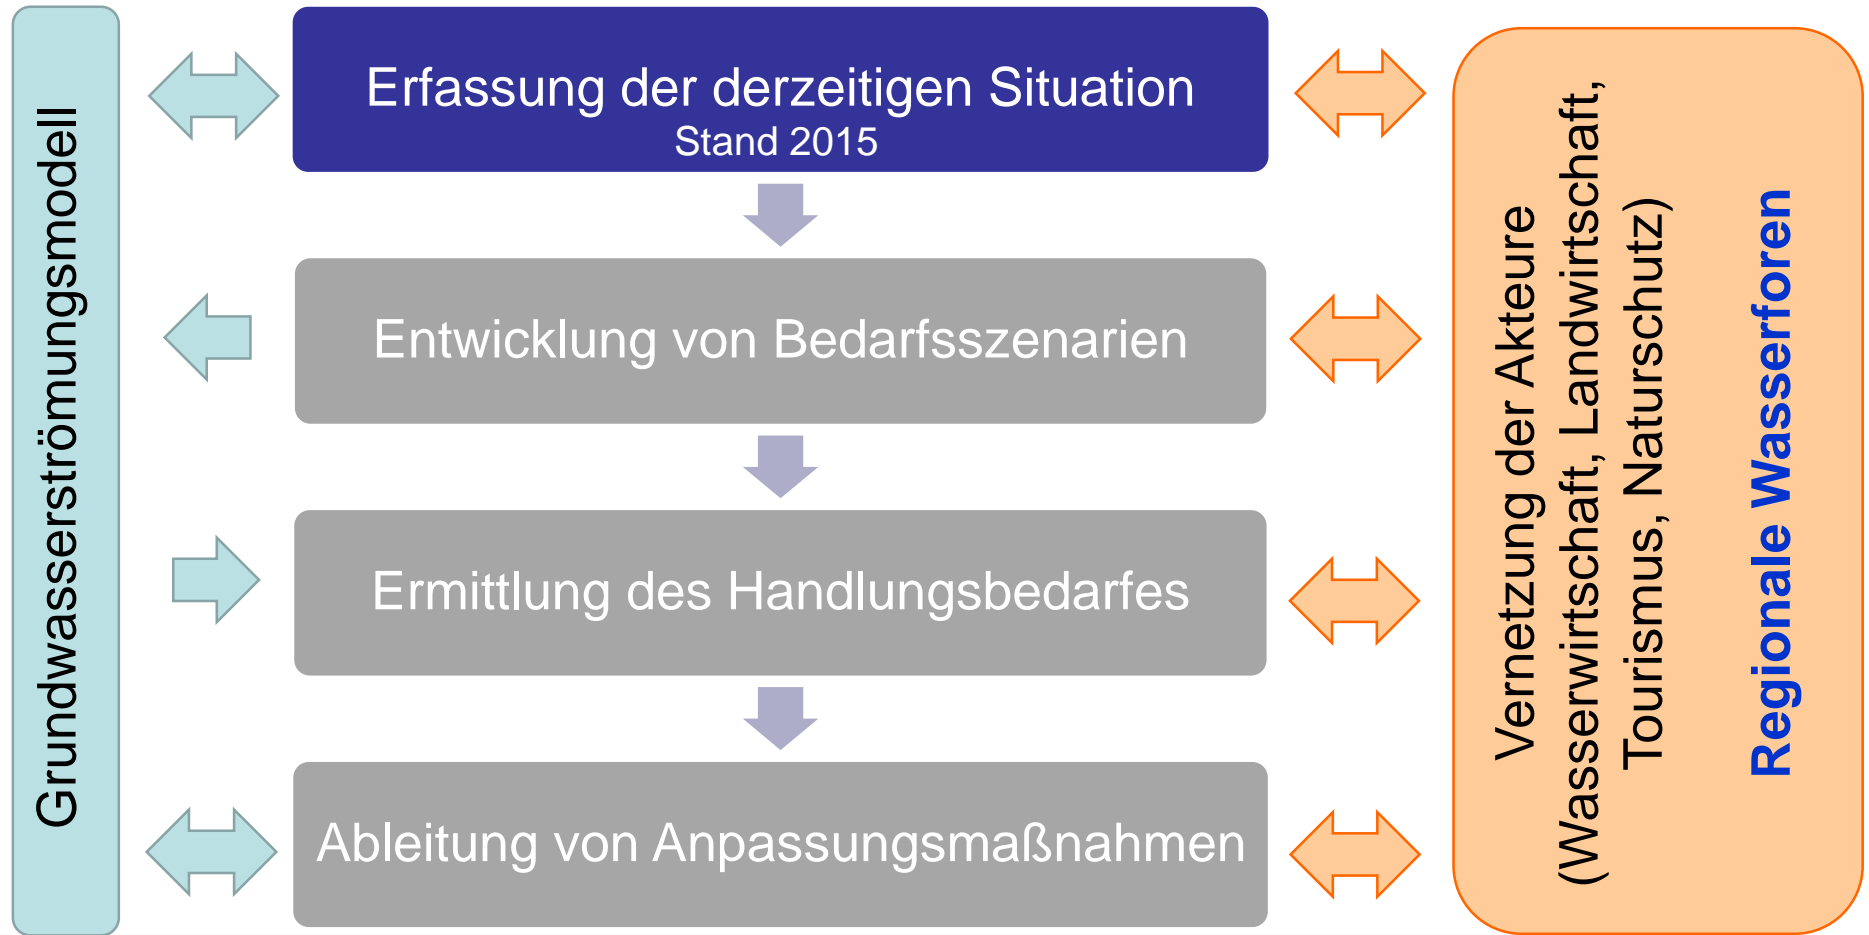 Grundwasserströmungsmodell
Erfassung der derzeitigen Situation
Stand 2015
Entwicklung von Bedarfsszenarien
Ermittlung des Handlungsbedarfes
Ableitung von Anpassungsmaßnahmen
Vernetzung der Akteure
(Wasserwirtschaft, Landwirtschaft,
Tourismus, Naturschutz)
Regionale Wasserforen